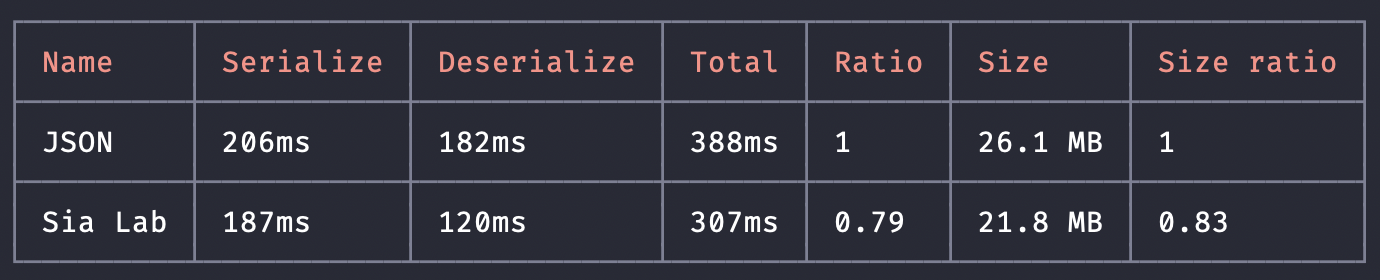 Name Serialize Deserialize Total Ratio Size Size ratio
JSON 206ms 182ms 388ms 1 26.1 MB 1
Sia Lab 187ms 120ms 307ms 0.79 21.8 MB 0.83